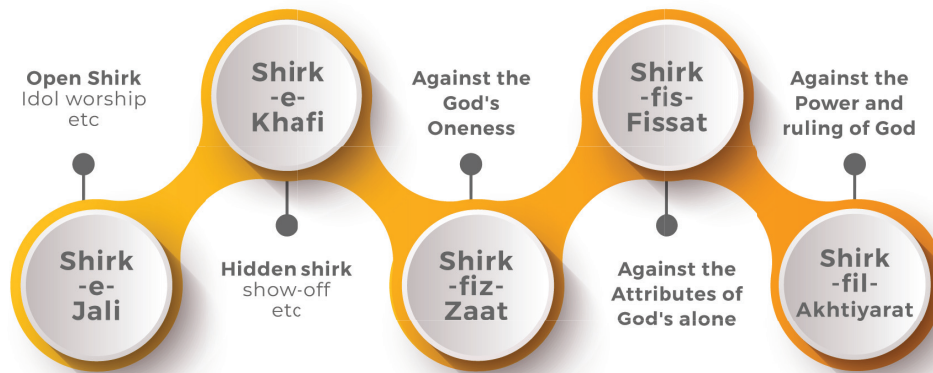 Open Shirk
Idol worship
etc
Shirk
-e-
Jali
Shirk
-e-
Khafi
Hidden shirk
show-off
etc
Against the
God's
Oneness
Shirk
-fiz-
Zaat
Shirk
-fis-
Fissat
Against the
Attributes of
God's alone
Against the
Power and
ruling of God
Shirk
-fil-
Akhtiyarat